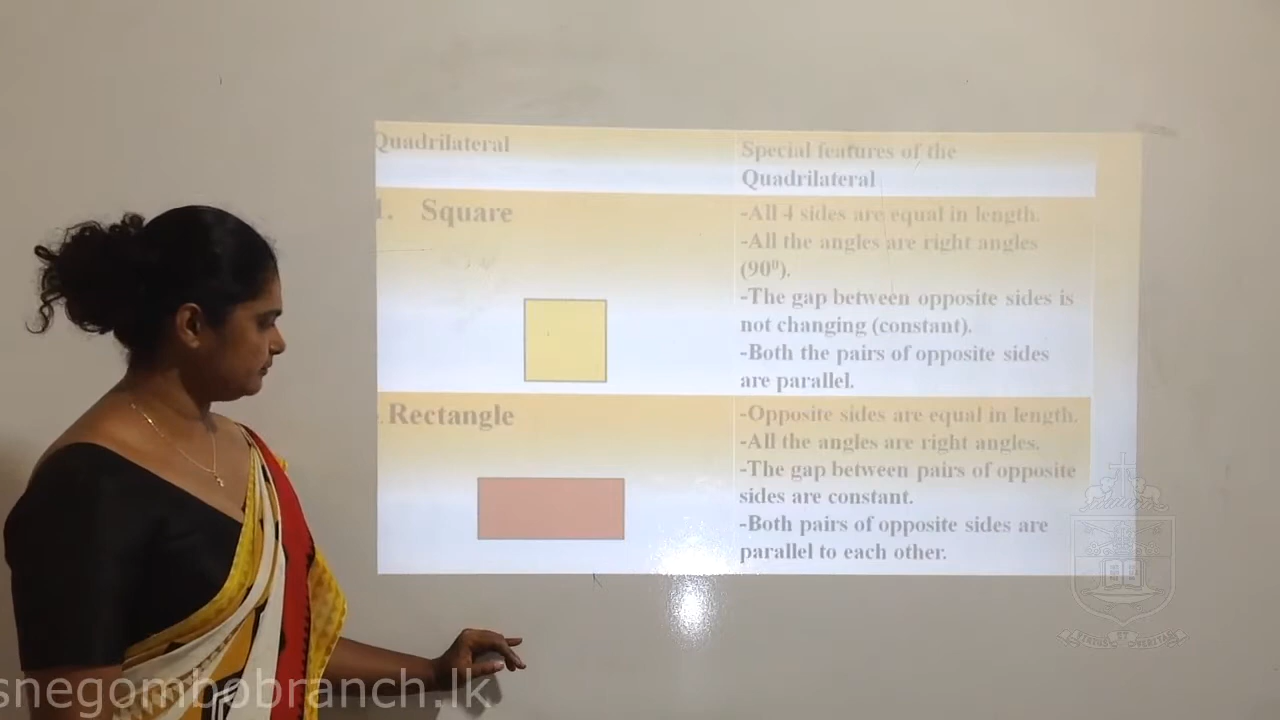 Quadrilateral
Special features of the
Quadrilateral
1. Square
-All 4 sides are equal in length.
-All the angles are right angles
(90⁰).
-The gap between opposite sides is
not changing (constant).
-Both the pairs of opposite sides
are parallel.
. Rectangle
-Opposite sides are equal in length.
-All the angles are right angles.
-The gap between pairs of opposite
sides are constant.
-Both pairs of opposite sides are
parallel to each other.
VIRTUS ET VERITAS
snegombobranch.lk